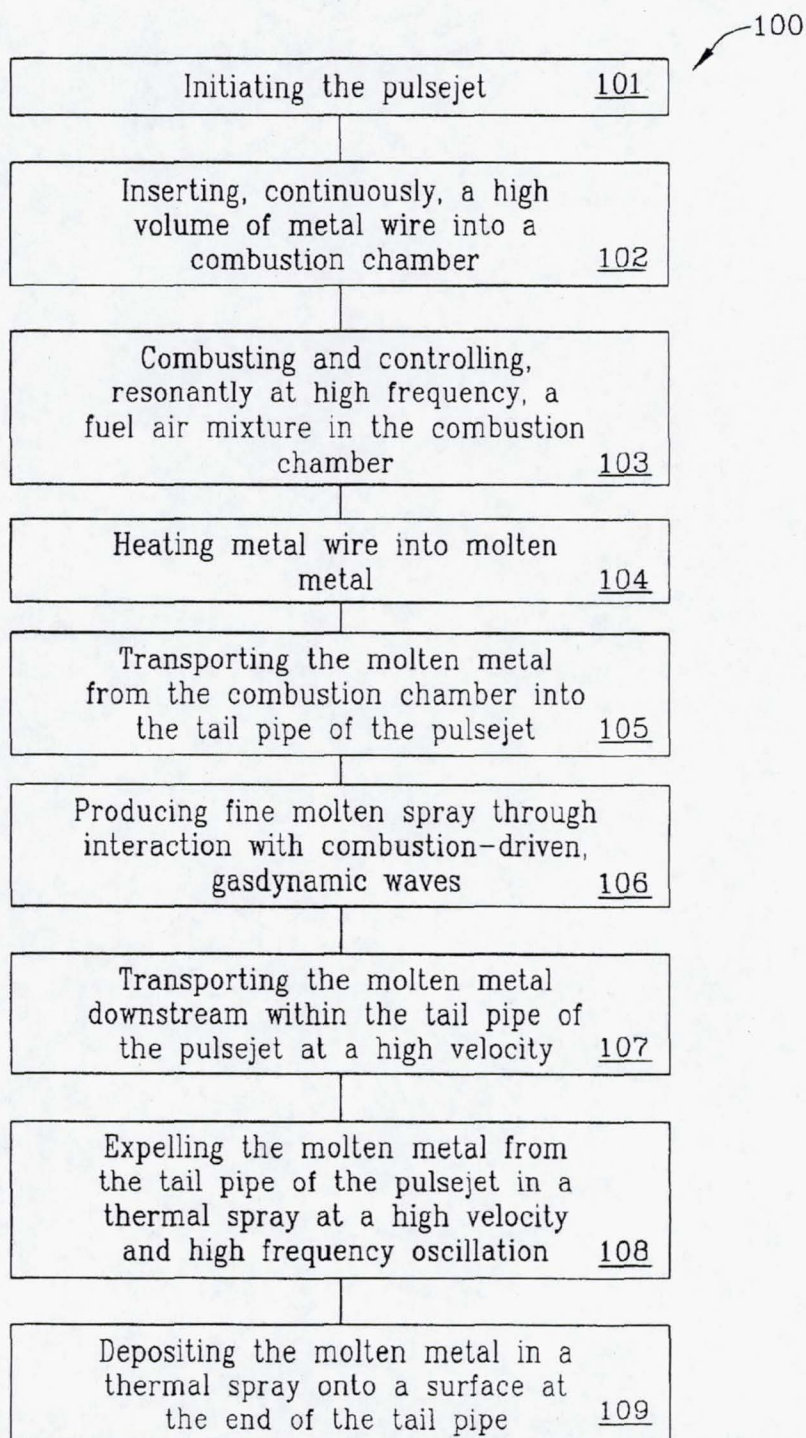 100
Initiating the pulsejet 101
Inserting, continuously, a high
volume of metal wire into a
combustion chamber 102
Combusting and controlling,
resonantly at high frequency, a
fuel air mixture in the combustion
chamber 103
Heating metal wire into molten
metal 104
Transporting the molten metal
from the combustion chamber into
the tail pipe of the pulsejet 105
Producing fine molten spray through
interaction with combustion-driven,
gasdynamic waves 106
Transporting the molten metal
downstream within the tail pipe of
the pulsejet at a high velocity 107
Expelling the molten metal from
the tail pipe of the pulsejet in a
thermal spray at a high velocity
and high frequency oscillation 108
Depositing the molten metal in a
thermal spray onto a surface at
the end of the tail pipe 109